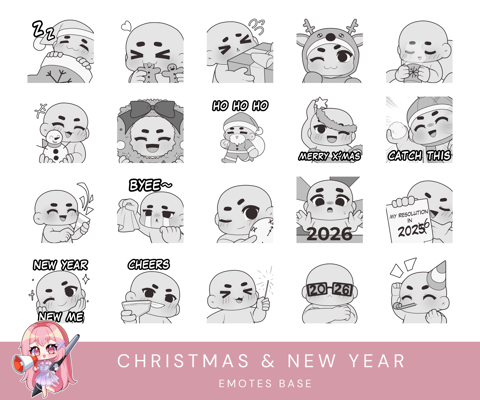 Z Z
HO HO HO
MERRY X'MAS
CATCH THIS
BYEE~
2026
MY RESOLUTION
IN
2025
6
NEW YEAR
NEW ME
CHEERS
20-26
CHRISTMAS & NEW YEAR
EMOTES BASE